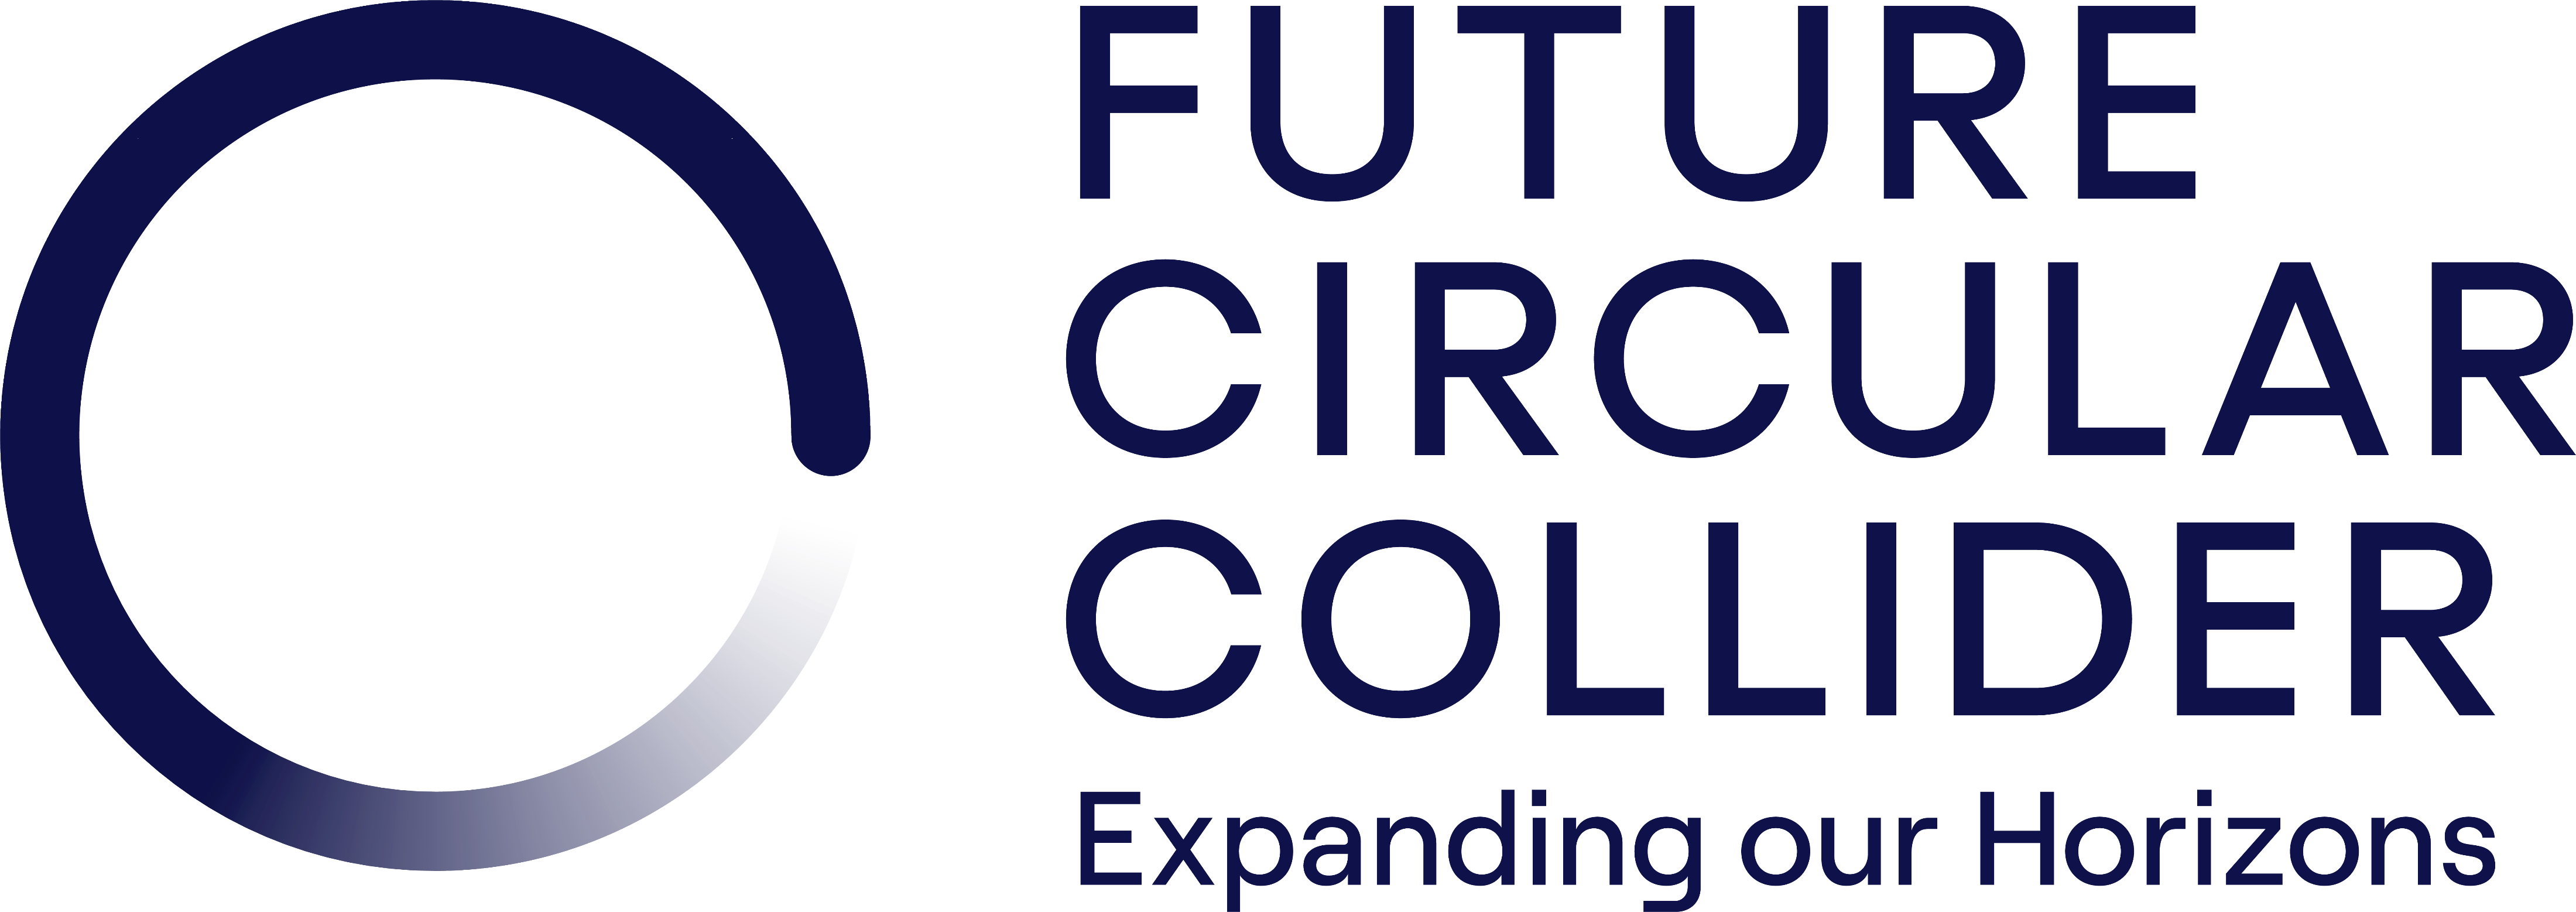 FUTURE
CIRCULAR
COLLIDER
Expanding our Horizons